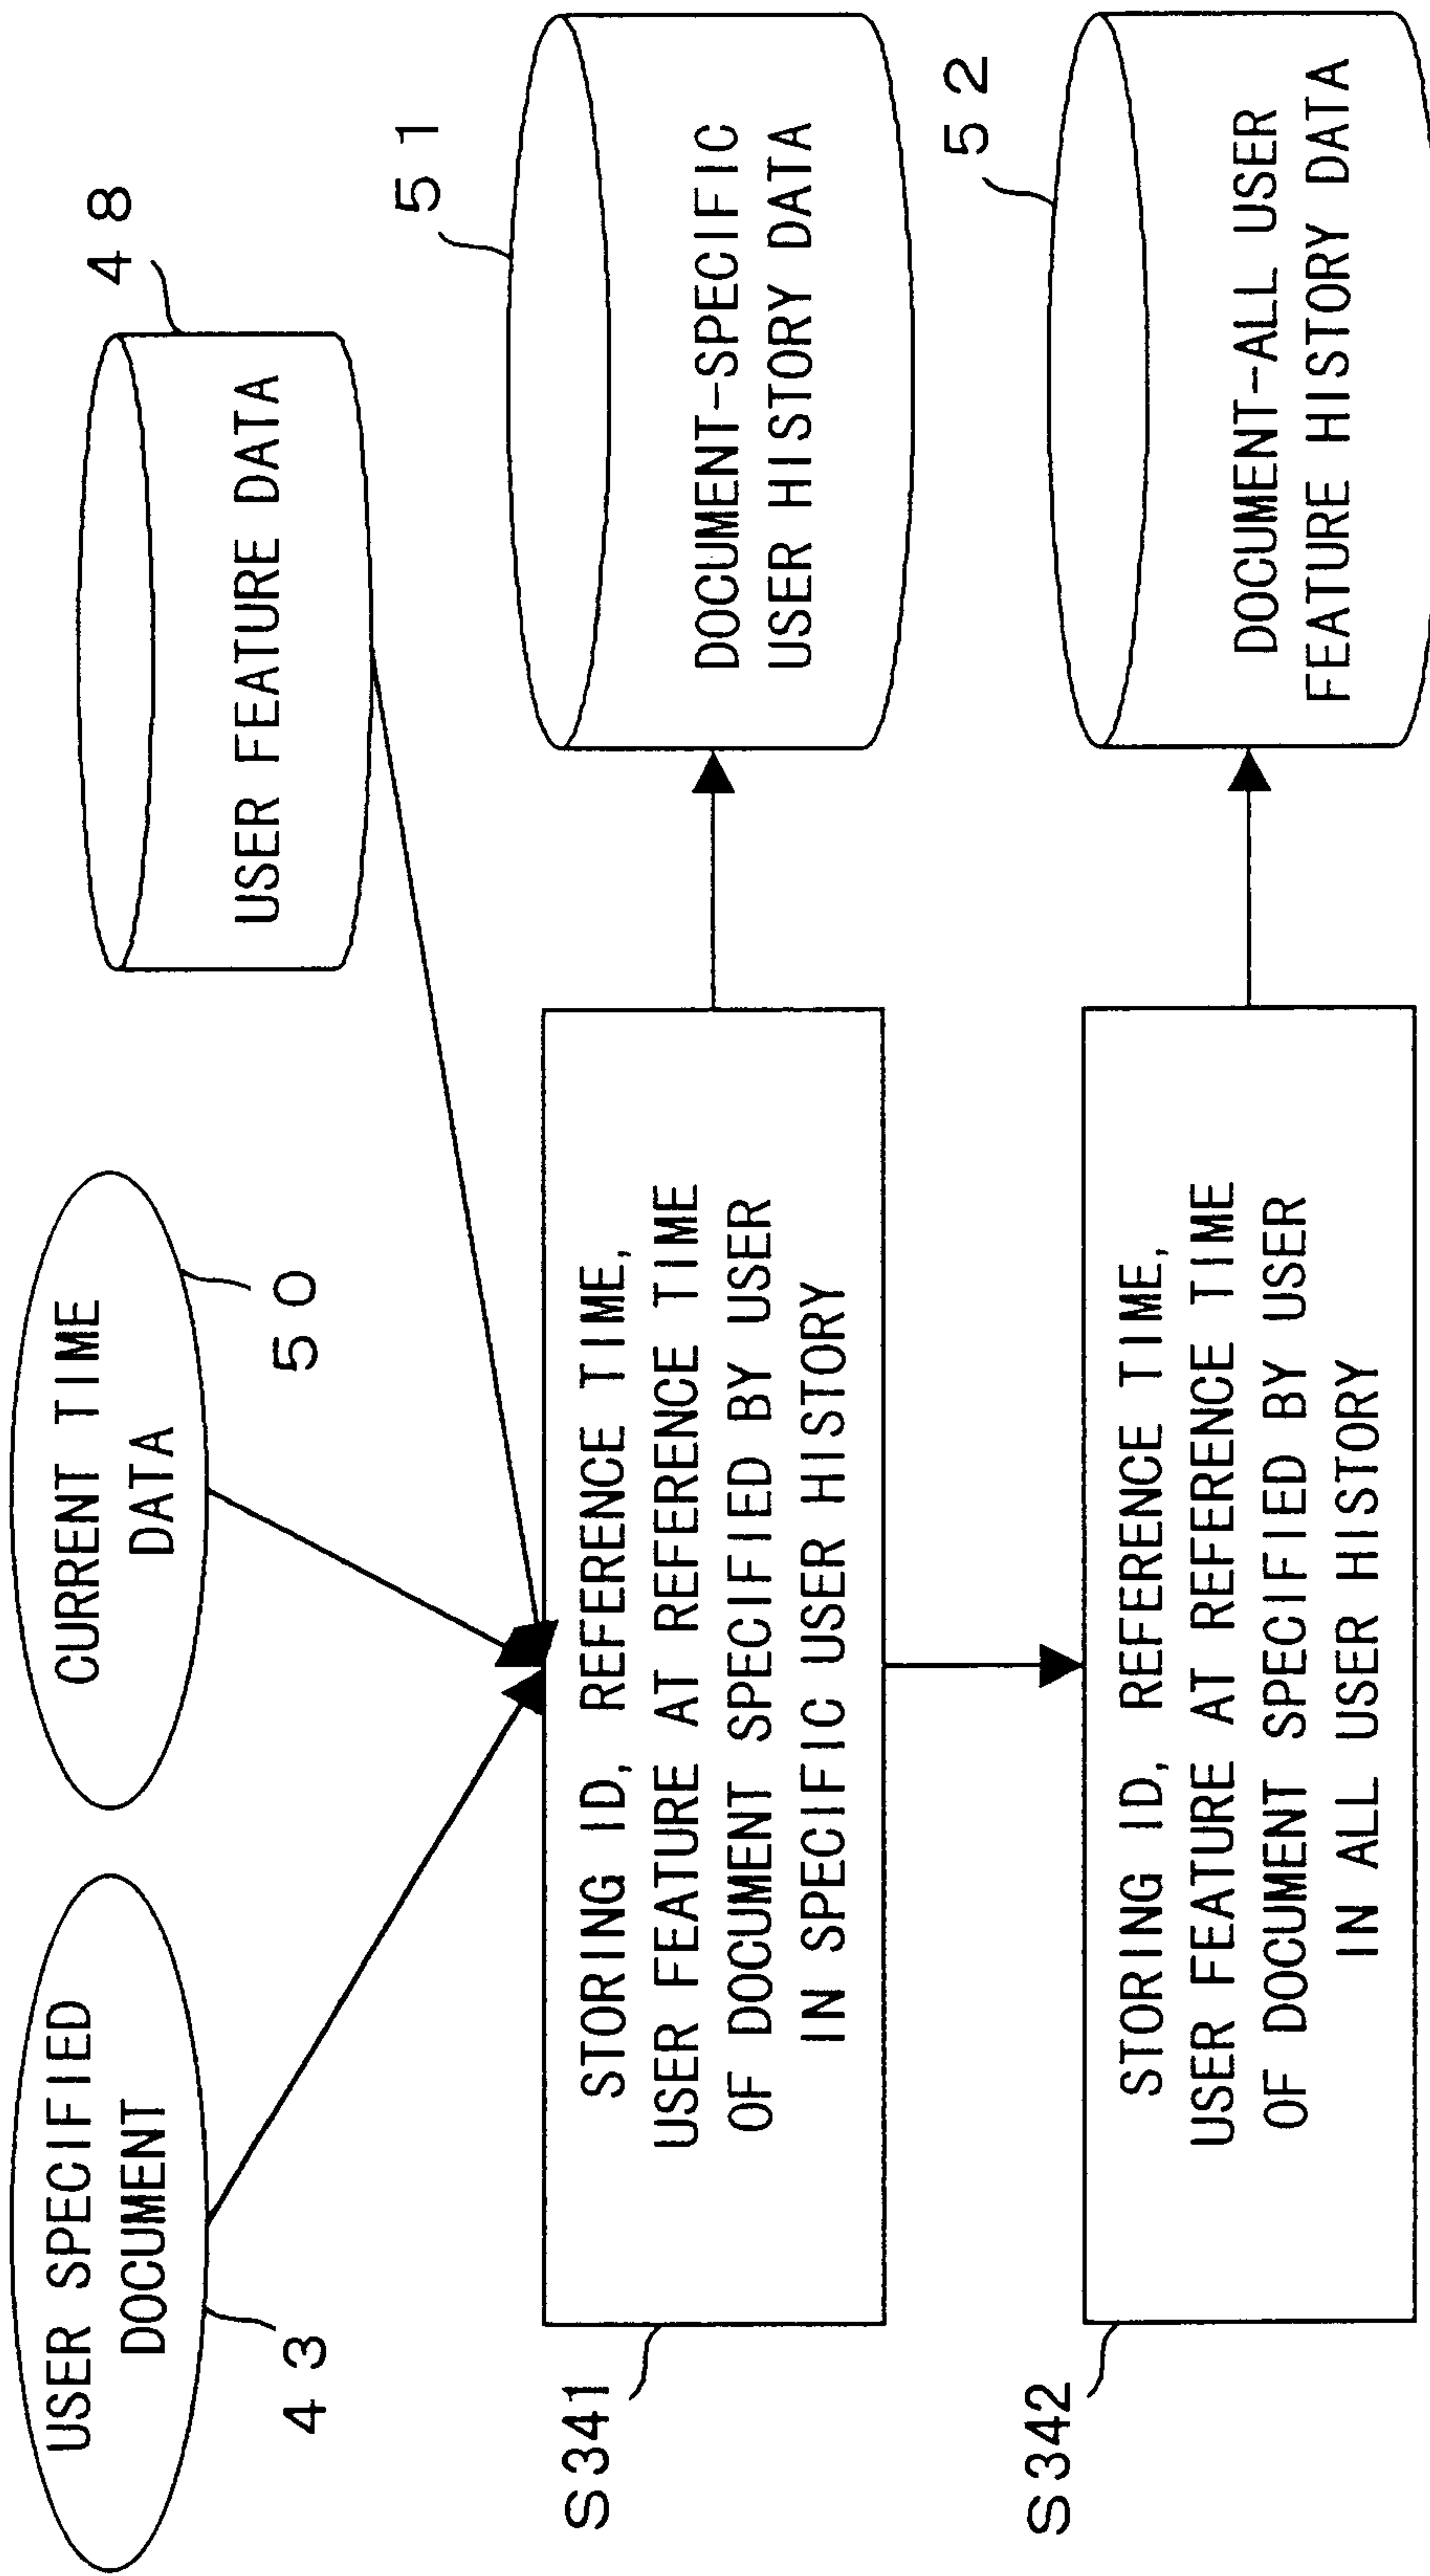 USER SPECIFIED
DOCUMENT
43
CURRENT TIME
DATA
50
USER FEATURE DATA
48
S341
STORING ID, REFERENCE TIME,
USER FEATURE AT REFERENCE TIME
OF DOCUMENT SPECIFIED BY USER
IN SPECIFIC USER HISTORY
DOCUMENT-SPECIFIC
USER HISTORY DATA
51
S342
STORING ID, REFERENCE TIME,
USER FEATURE AT REFERENCE TIME
OF DOCUMENT SPECIFIED BY USER
IN ALL USER HISTORY
DOCUMENT-ALL USER
FEATURE HISTORY DATA
52